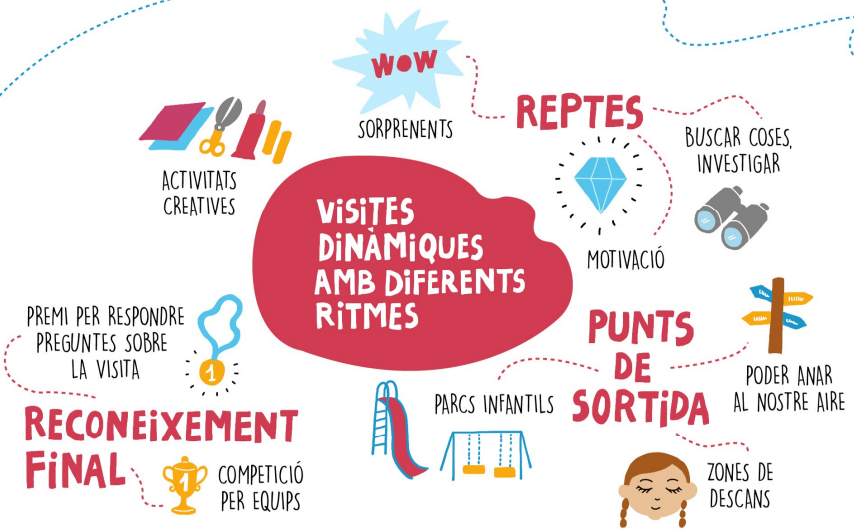 WOW
SORPRENENTS
REPTES
BUSCAR COSES,
INVESTIGAR
MOTIVACIÓ
ACTIVITATS
CREATIVES
VISITES
DINÀMIQUES
AMB DIFERENTS
RITMES
PREMI PER RESPONDRE
PREGUNTES SOBRE
LA VISITA
1
RECONEIXEMENT
FINAL
1
COMPETICIÓ
PER EQUIPS
PARCS INFANTILS
PUNTS
DE
SORTIDA
PODER ANAR
AL NOSTRE AIRE
ZONES DE
DESCANS